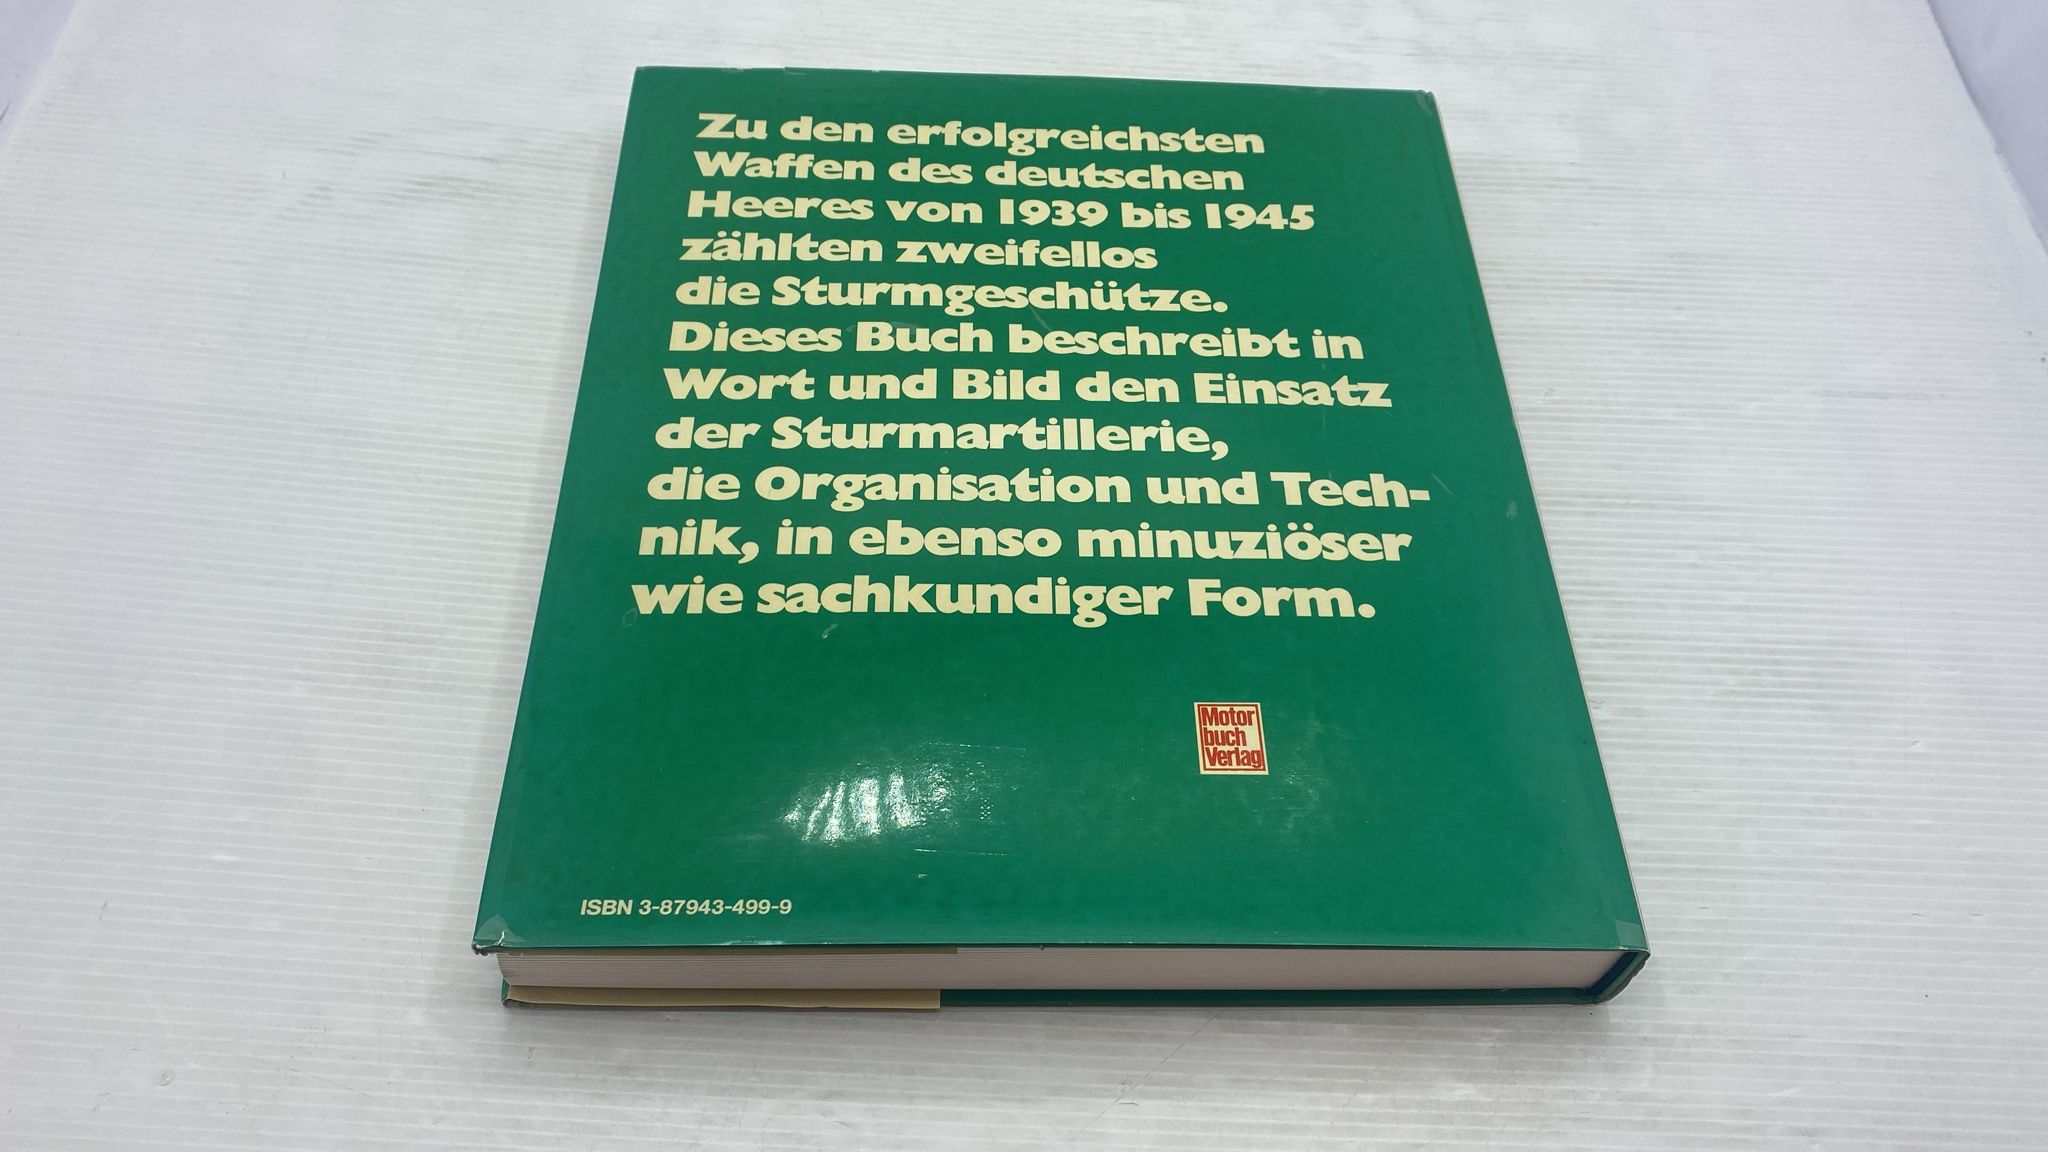 Zu den erfolgreichsten
Waffen des deutschen
Heeres von 1939 bis 1945
zählten zweifellos
die Sturmgeschütze.
Dieses Buch beschreibt in
Wort und Bild den Einsatz
der Sturmartillerie,
die Organisation und Tech-
nik, in ebenso minuziöser
wie sachkundiger Form.
Motor
buch
Verlag
ISBN 3-87943-499-9